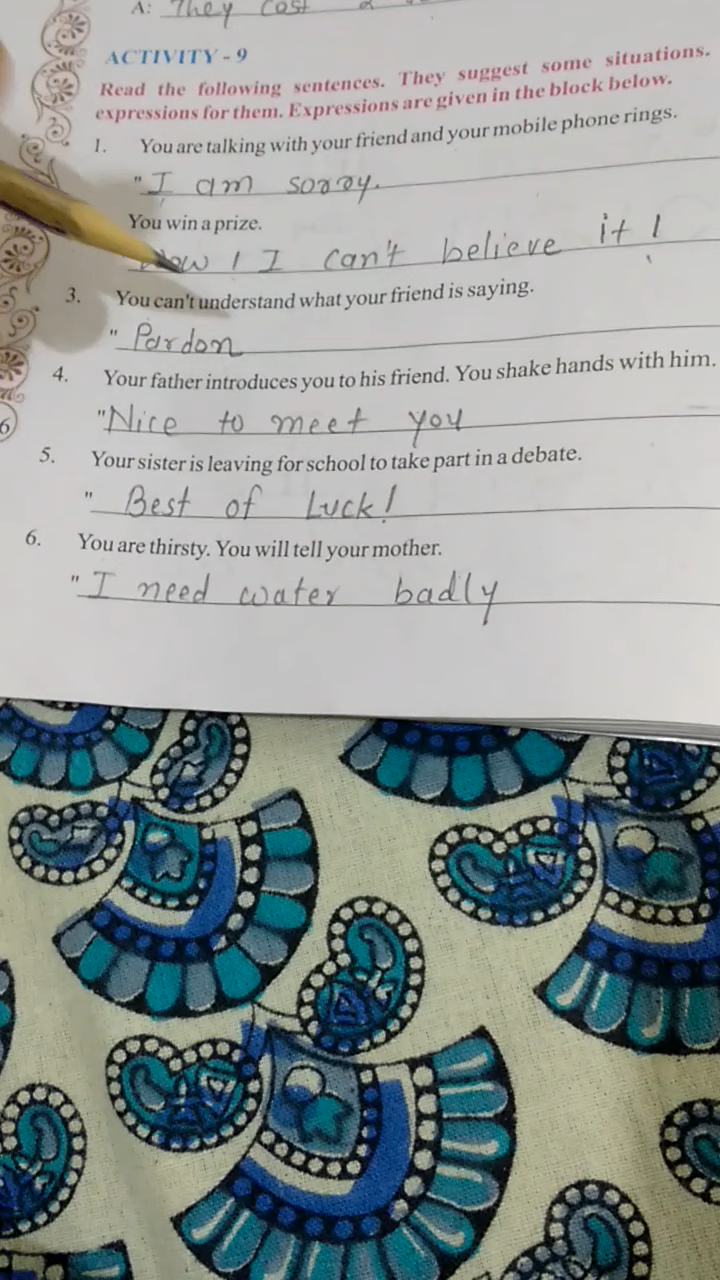 A: They cost
ACTIVITY - 9
Read the following sentences. They suggest some situations.
expressions for them. Expressions are given in the block below.
1. You are talking with your friend and your mobile phone rings.
"I am sorry.
You win a prize.
I can't believe it!
3. You can't understand what your friend is saying.
" Pardon
4. Your father introduces you to his friend. You shake hands with him.
"Nice to meet you
5. Your sister is leaving for school to take part in a debate.
" Best of Luck!
6. You are thirsty. You will tell your mother.
"I need water badly
6